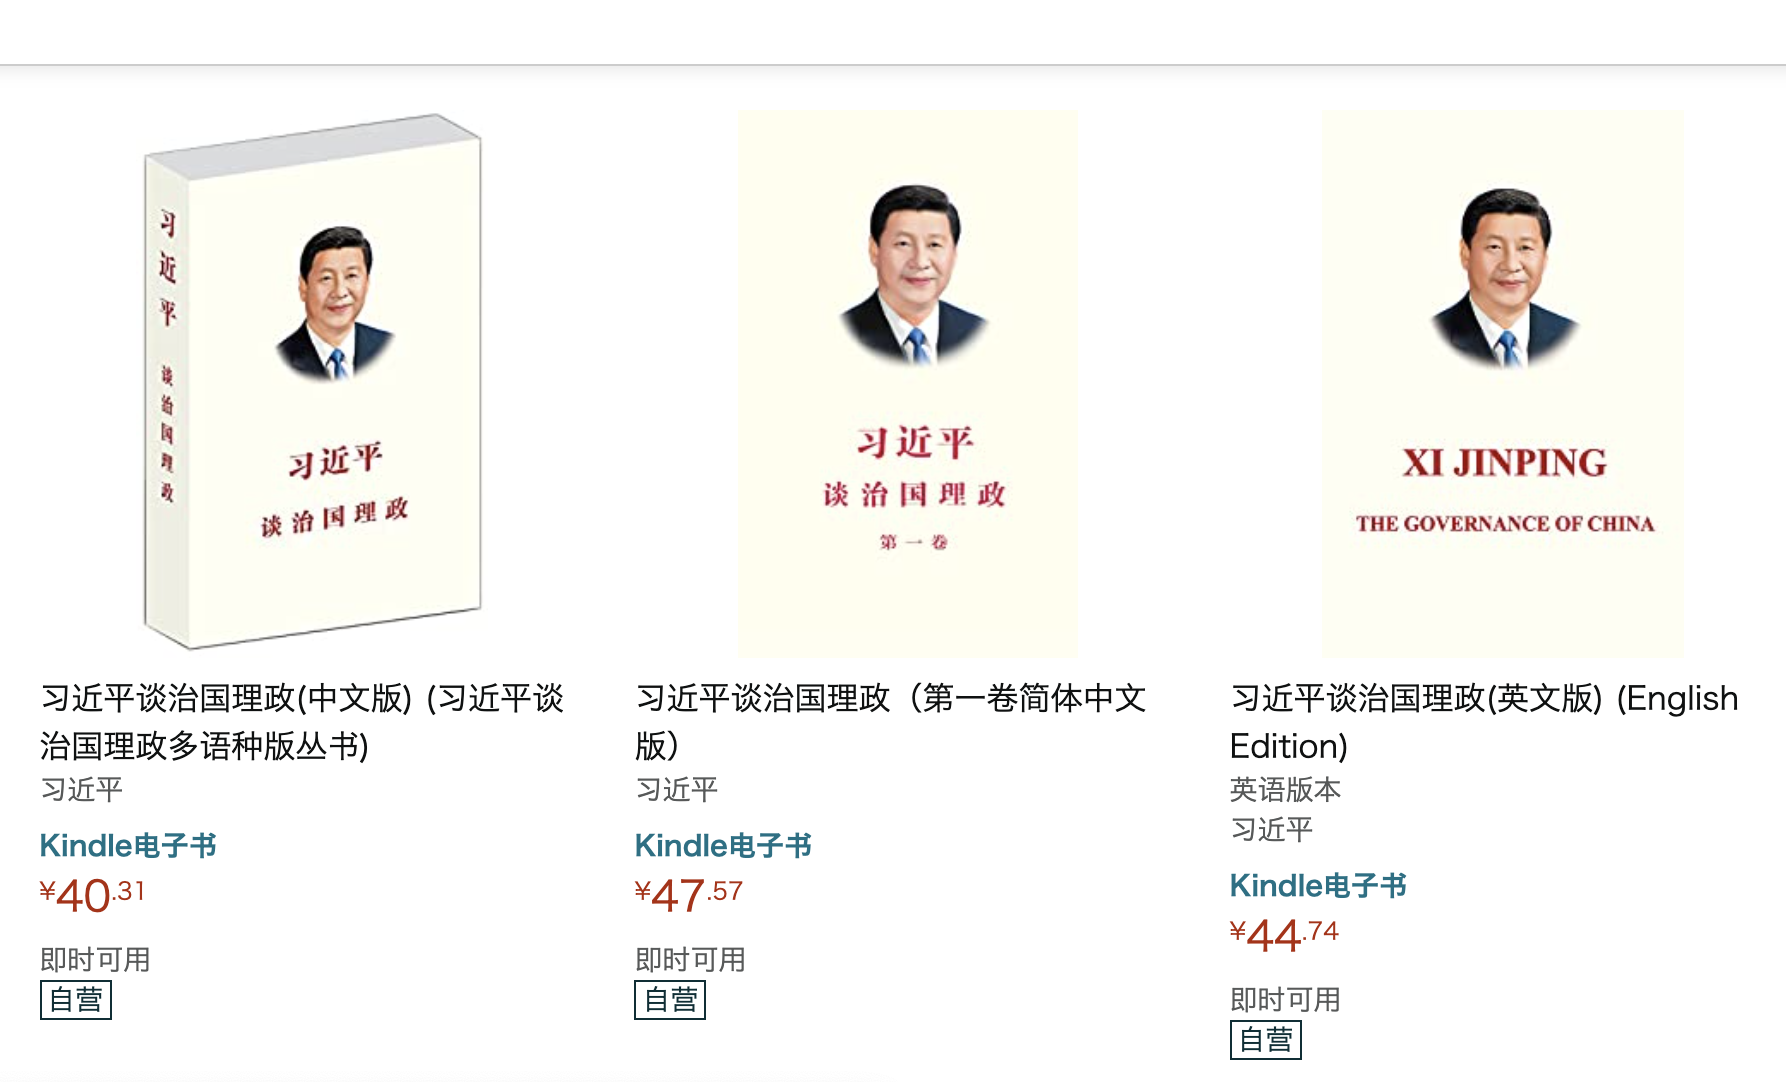 习近平
谈治国理政
习近平
谈治国理政
习近平谈治国理政(中文版) (习近平谈
治国理政多语种版丛书)
习近平
Kindle电子书
¥40.31
即时可用
自营
习近平
谈治国理政
第一卷
习近平谈治国理政（第一卷简体中文
版）
习近平
Kindle电子书
¥47.57
即时可用
自营
XI JINPING
THE GOVERNANCE OF CHINA
习近平谈治国理政(英文版) (English
Edition)
英语版本
习近平
Kindle电子书
¥44.74
即时可用
自营